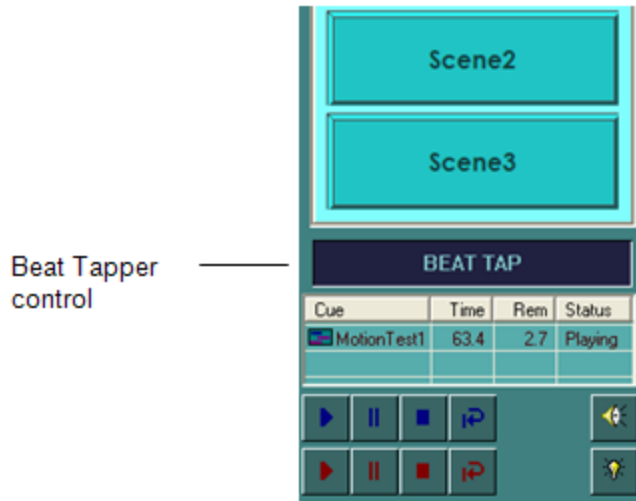 Scene2
Scene3
Beat Tapper
control
BEAT TAP
Cue Time Rem Status
MotionTest1 63.4 2.7 Playing